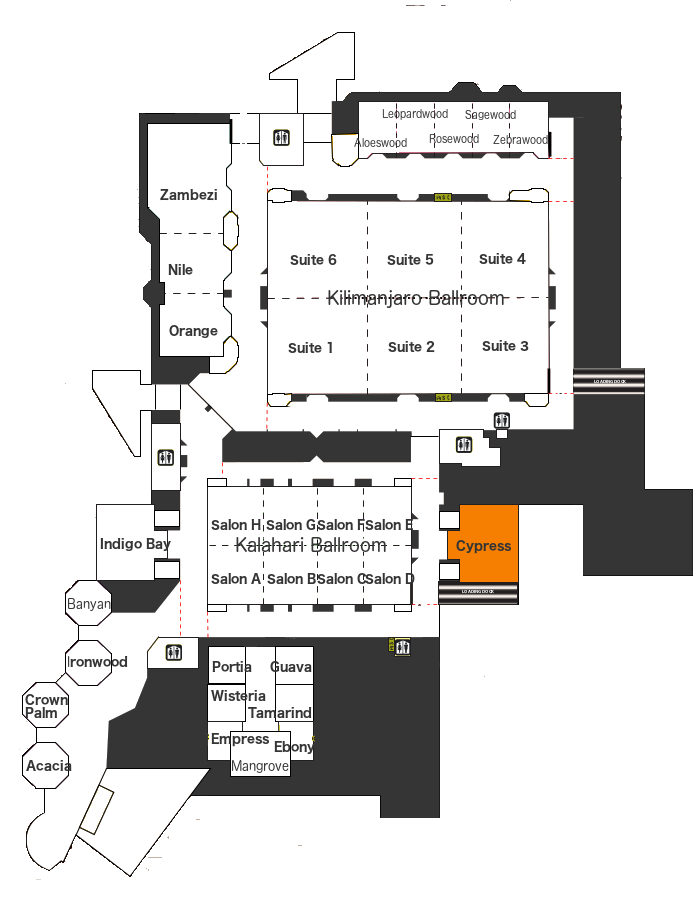 Leopardwood
Sagewood
Aloeswood
Rosewood
Zebrawood
Zambezi
Nile
Orange
Suite 6
Suite 5
Suite 4
Kilimanjaro Ballroom
Suite 1
Suite 2
Suite 3
LOADING DOCK
Salon H
Salon G
Salon F
Salon E
Kalahari Ballroom
Salon A
Salon B
Salon C
Salon D
Indigo Bay
Cypress
LOADING DOCK
Banyan
Ironwood
Crown
Palm
Acacia
Portia
Guava
Wisteria
Tamarind
Empress
Ebony
Mangrove